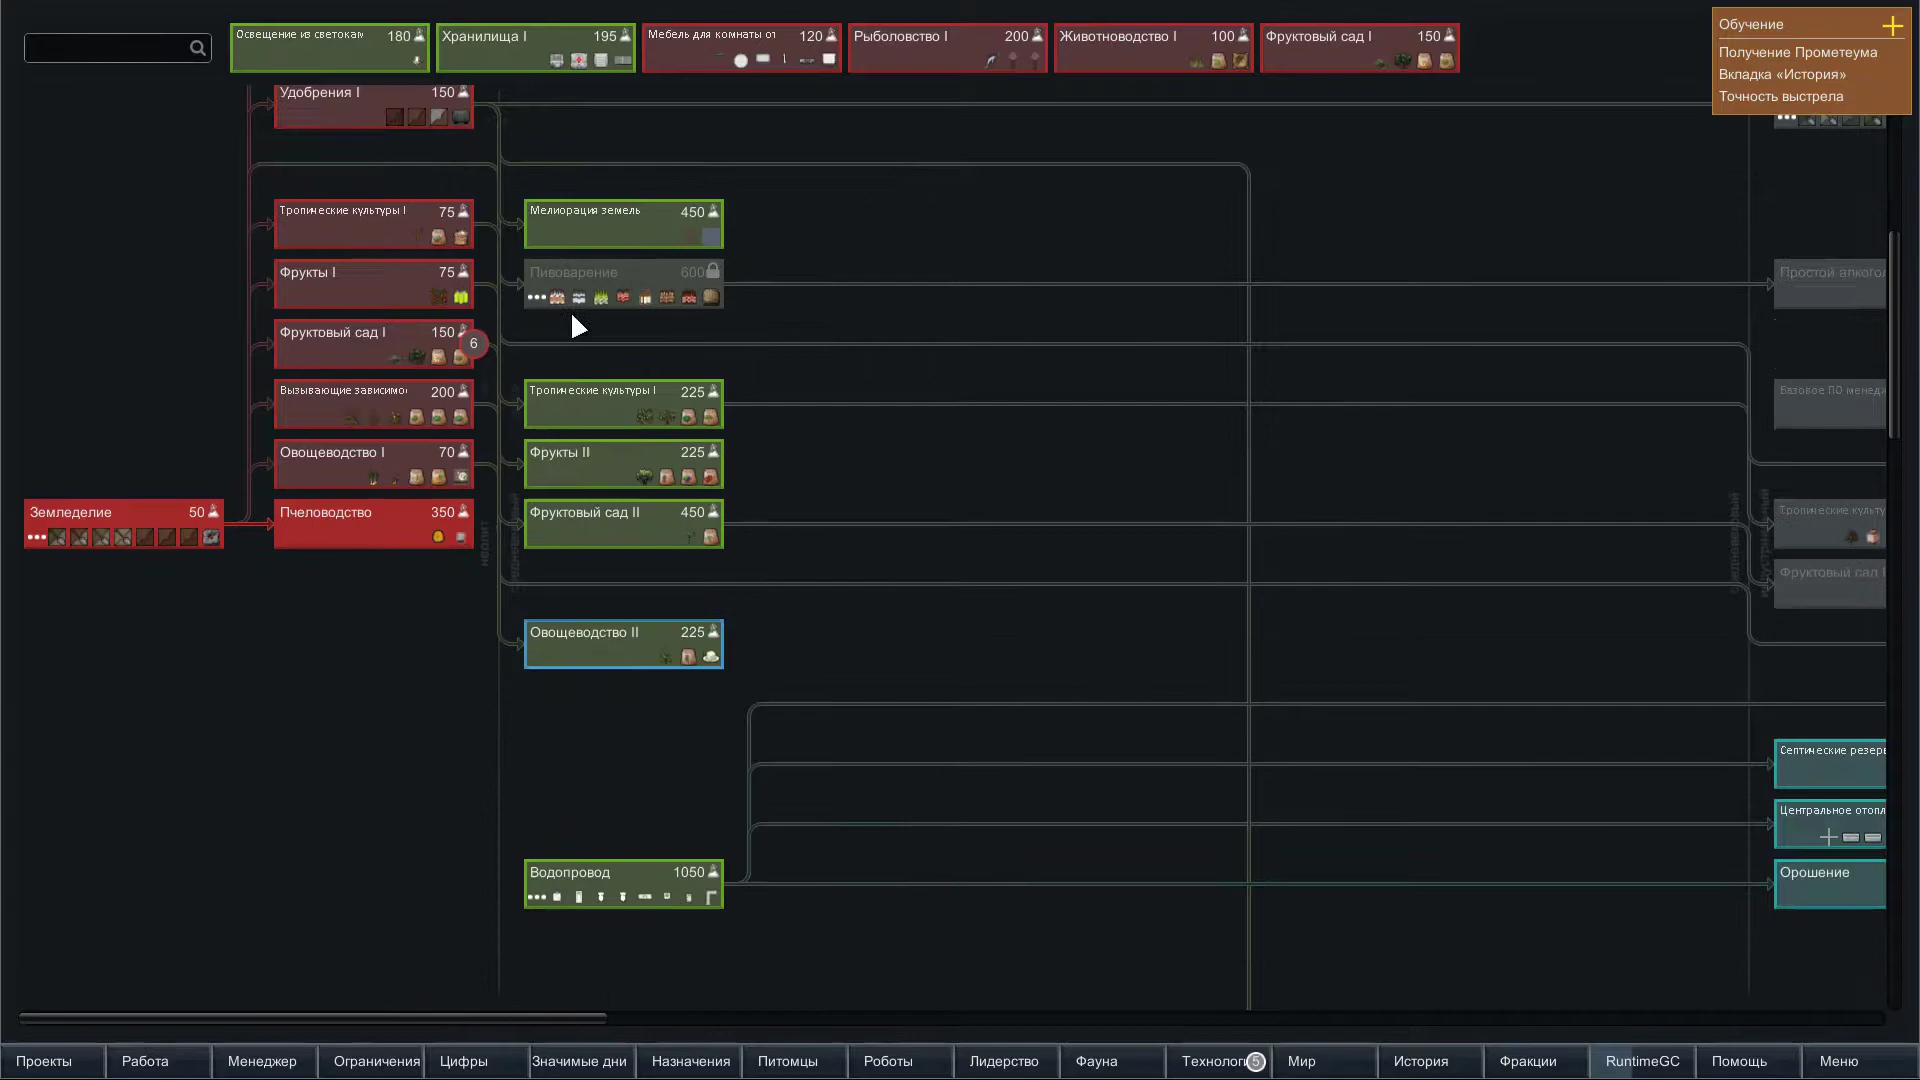 Освещение из светокам 180
Хранилища I 195
Мебель для комнаты от 120
Рыболовство I 200
Животноводство I 100
Фруктовый сад I 150
Обучение
Получение Прометеума
Вкладка «История»
Точность выстрела
Удобрения I 150
Тропические культуры I 75
Мелиорация земель 450
Фрукты I 75
Пивоварение 600
Простой алкогол
Фруктовый сад I 150
6
Вызывающие зависимо 200
Тропические культуры I 225
Базовое ПО менедж
Овощеводство I 70
Фрукты II 225
Земледелие 50
Пчеловодство 350
Фруктовый сад II 450
Тропические культу
неолит
Фруктовый сад I
Овощеводство II 225
Септические резерв
Центральное отопл
Водопровод 1050
Орошение
Проекты
Работа
Менеджер
Ограничения
Цифры
Значимые дни
Назначения
Питомцы
Роботы
Лидерство
Фауна
Технологи 5
Мир
История
Фракции
RuntimeGC
Помощь
Меню